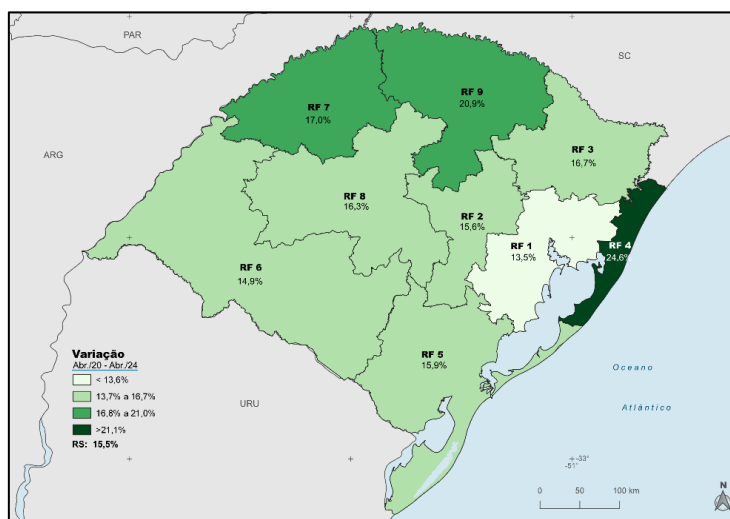 PAR
SC
ARG
RF 7
17,0%
RF 9
20,9%
RF 3
16,7%
RF 8
16,3%
RF 2
15,6%
RF 1
13,5%
RF 4
24,6%
RF 6
14,9%
RF 5
15,9%
URU
Oceano
Atlântico
Variação
Abr./20 - Abr./24
< 13,6%
13,7% a 16,7%
16,8% a 21,0%
>21,1%
RS: 15,5%
-33°
-51°
0 50 100 km
N